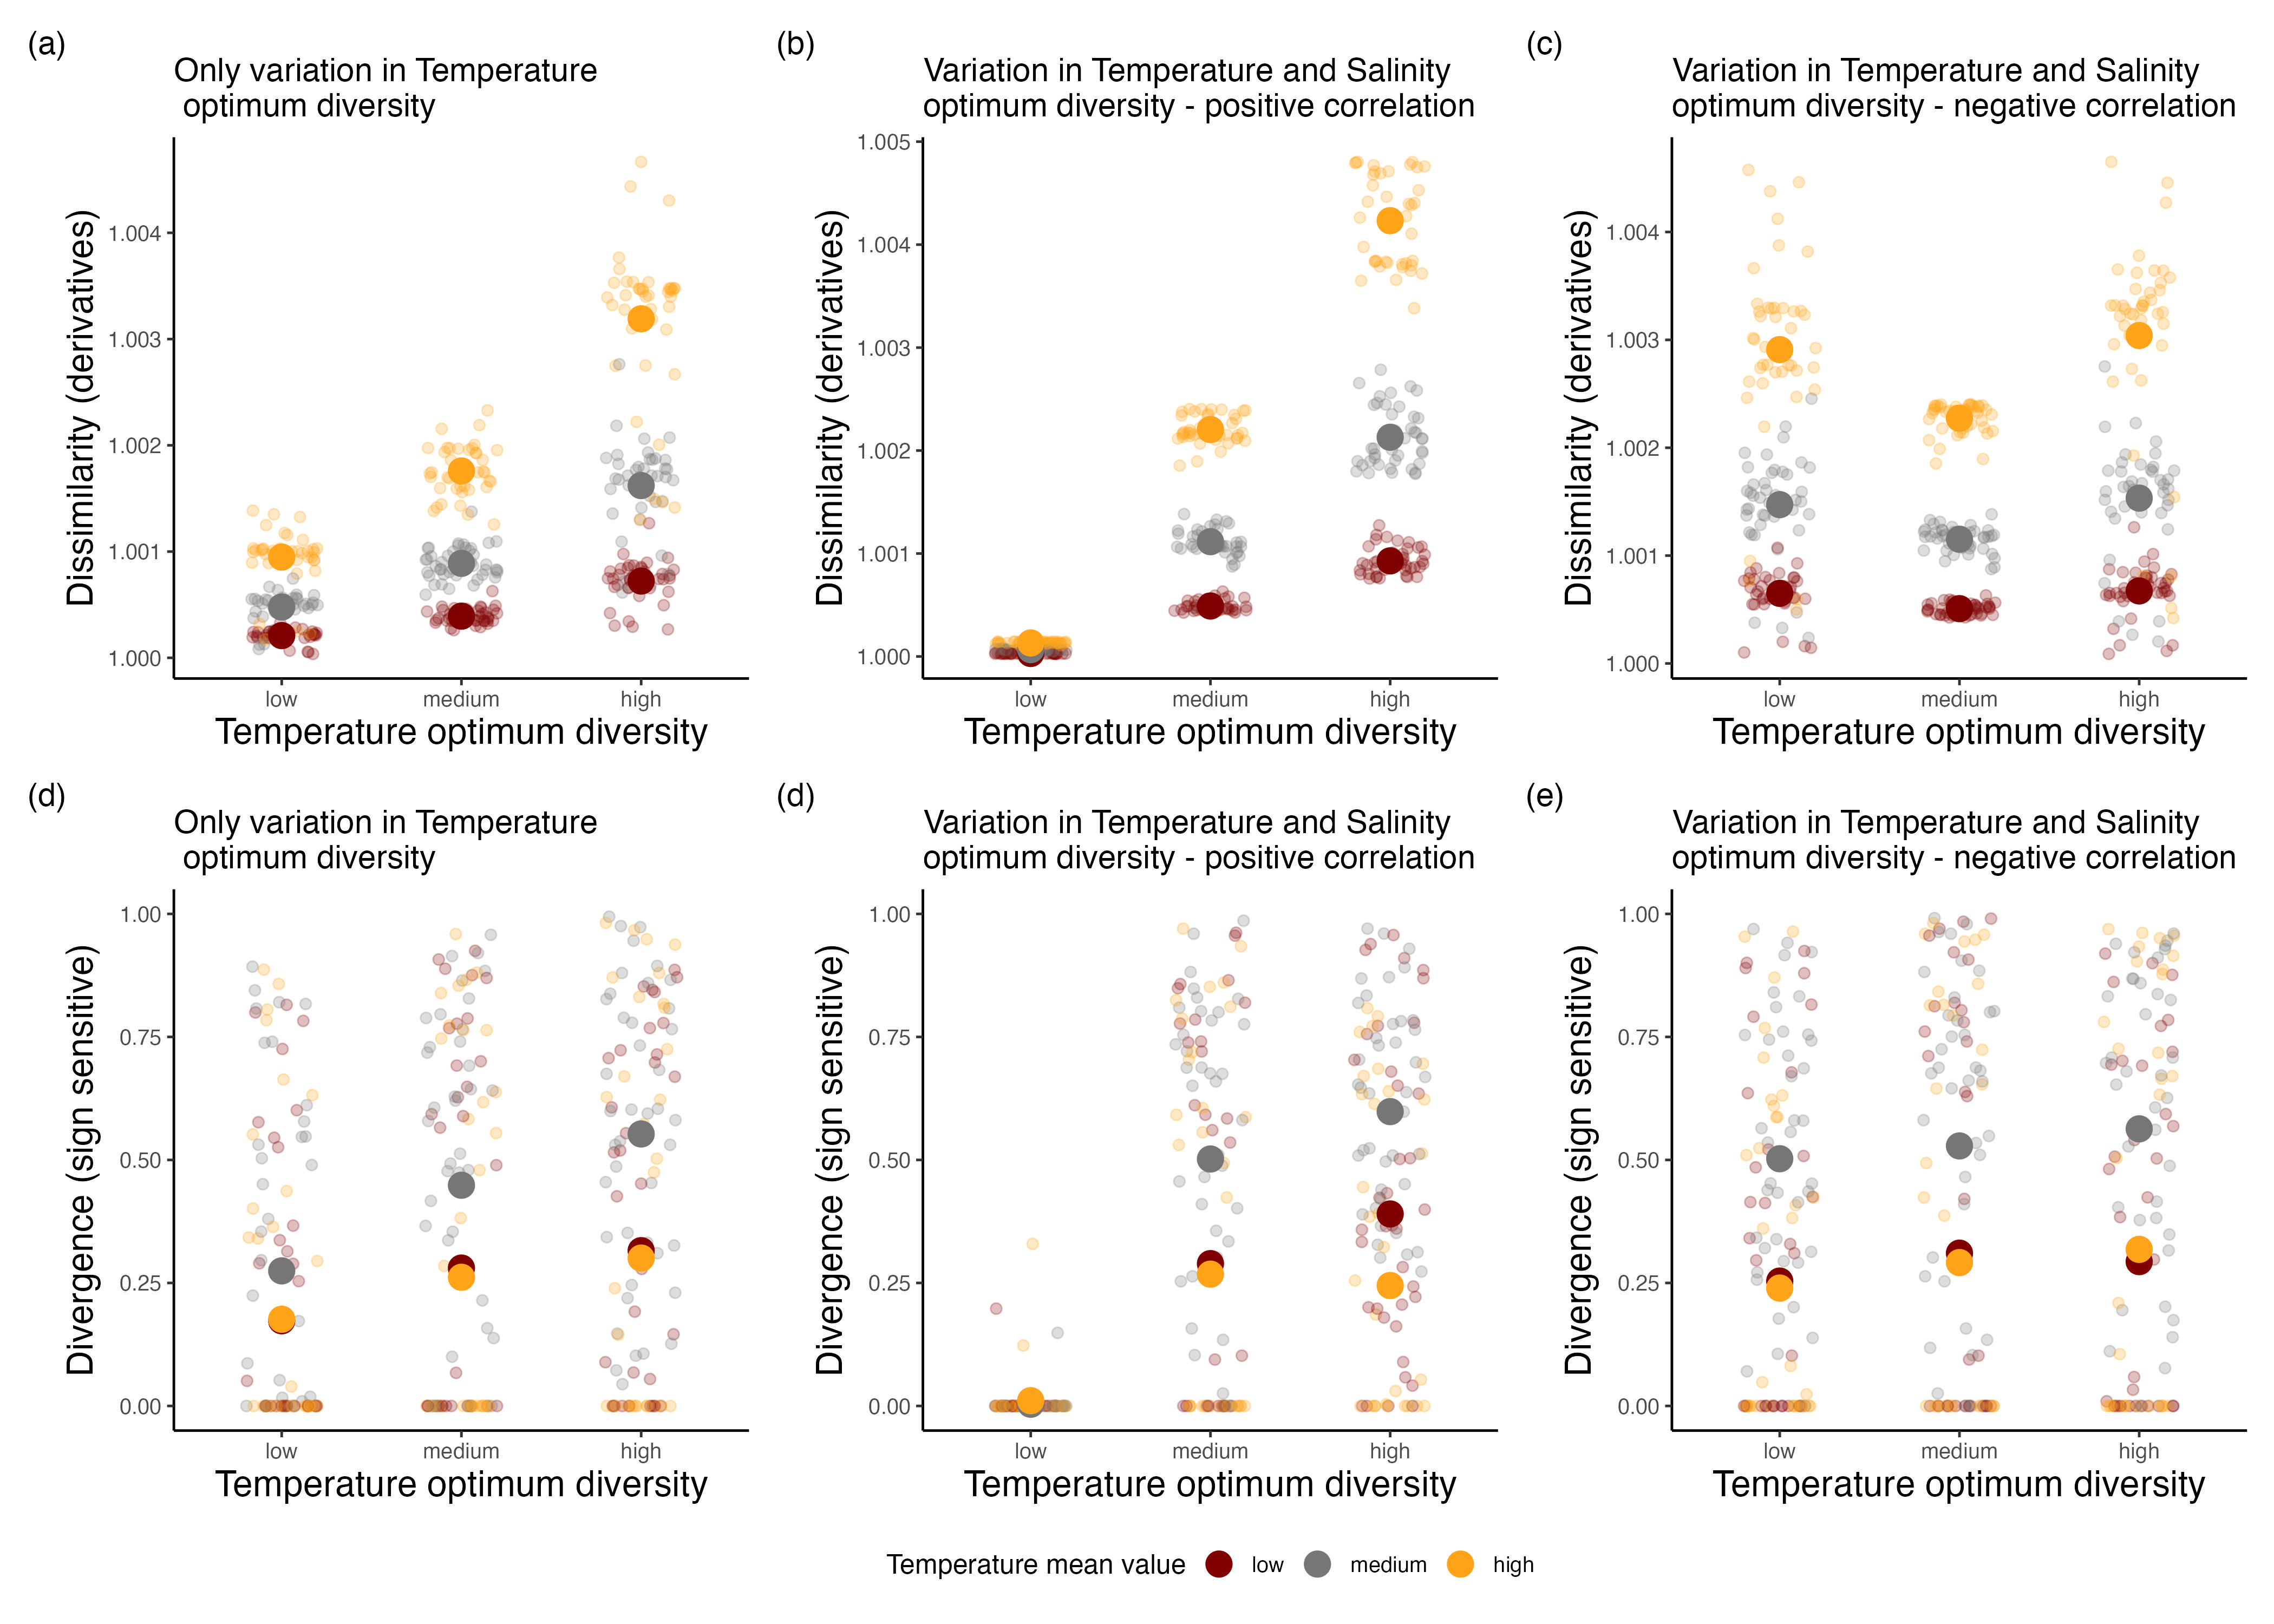 (a)
Only variation in Temperature
optimum diversity
Dissimilarity (derivatives)
1.004
1.003
1.002
1.001
1.000
low
medium
high
Temperature optimum diversity
(b)
Variation in Temperature and Salinity
optimum diversity - positive correlation
Dissimilarity (derivatives)
1.005
1.004
1.003
1.002
1.001
1.000
low
medium
high
Temperature optimum diversity
(c)
Variation in Temperature and Salinity
optimum diversity - negative correlation
Dissimilarity (derivatives)
1.004
1.003
1.002
1.001
1.000
low
medium
high
Temperature optimum diversity
(d)
Only variation in Temperature
optimum diversity
Divergence (sign sensitive)
1.00
0.75
0.50
0.25
0.00
low
medium
high
Temperature optimum diversity
(d)
Variation in Temperature and Salinity
optimum diversity - positive correlation
Divergence (sign sensitive)
1.00
0.75
0.50
0.25
0.00
low
medium
high
Temperature optimum diversity
(e)
Variation in Temperature and Salinity
optimum diversity - negative correlation
Divergence (sign sensitive)
1.00
0.75
0.50
0.25
0.00
low
medium
high
Temperature optimum diversity
Temperature mean value low medium high